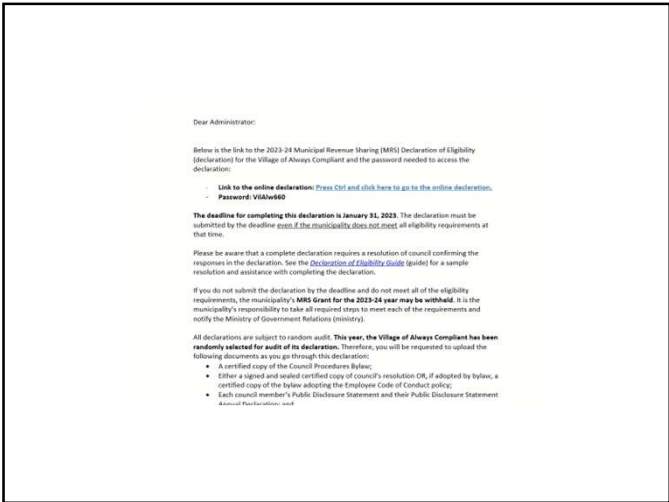 Dear Administrator:
Below is the link to the 2023-24 Municipal Revenue Sharing (MRS) Declaration of Eligibility
(declaration) for the Village of Always Compliant and the password needed to access the
declaration:
- Link to the online declaration: Press Ctrl and click here to go to the online declaration.
- Password: VilAlw660
The deadline for completing this declaration is January 31, 2023. The declaration must be
submitted by the deadline even if the municipality does not meet all eligibility requirements at
that time.
Please be aware that a complete declaration requires a resolution of council confirming the
responses in the declaration. See the Declaration of Eligibility Guide (guide) for a sample
resolution and assistance with completing the declaration.
If you do not submit the declaration by the deadline and do not meet all of the eligibility
requirements, the municipality's MRS Grant for the 2023-24 year may be withheld. It is the
municipality's responsibility to take all required steps to meet each of the requirements and
notify the Ministry of Government Relations (ministry).
All declarations are subject to random audit. This year, the Village of Always Compliant has been
randomly selected for audit of its declaration. Therefore, you will be requested to upload the
following documents as you go through this declaration:
• A certified copy of the Council Procedures Bylaw;
• Either a signed and sealed certified copy of council's resolution OR, if adopted by bylaw, a
certified copy of the bylaw adopting the Employee Code of Conduct policy;
• Each council member's Public Disclosure Statement and their Public Disclosure Statement
Annual Declaration; and